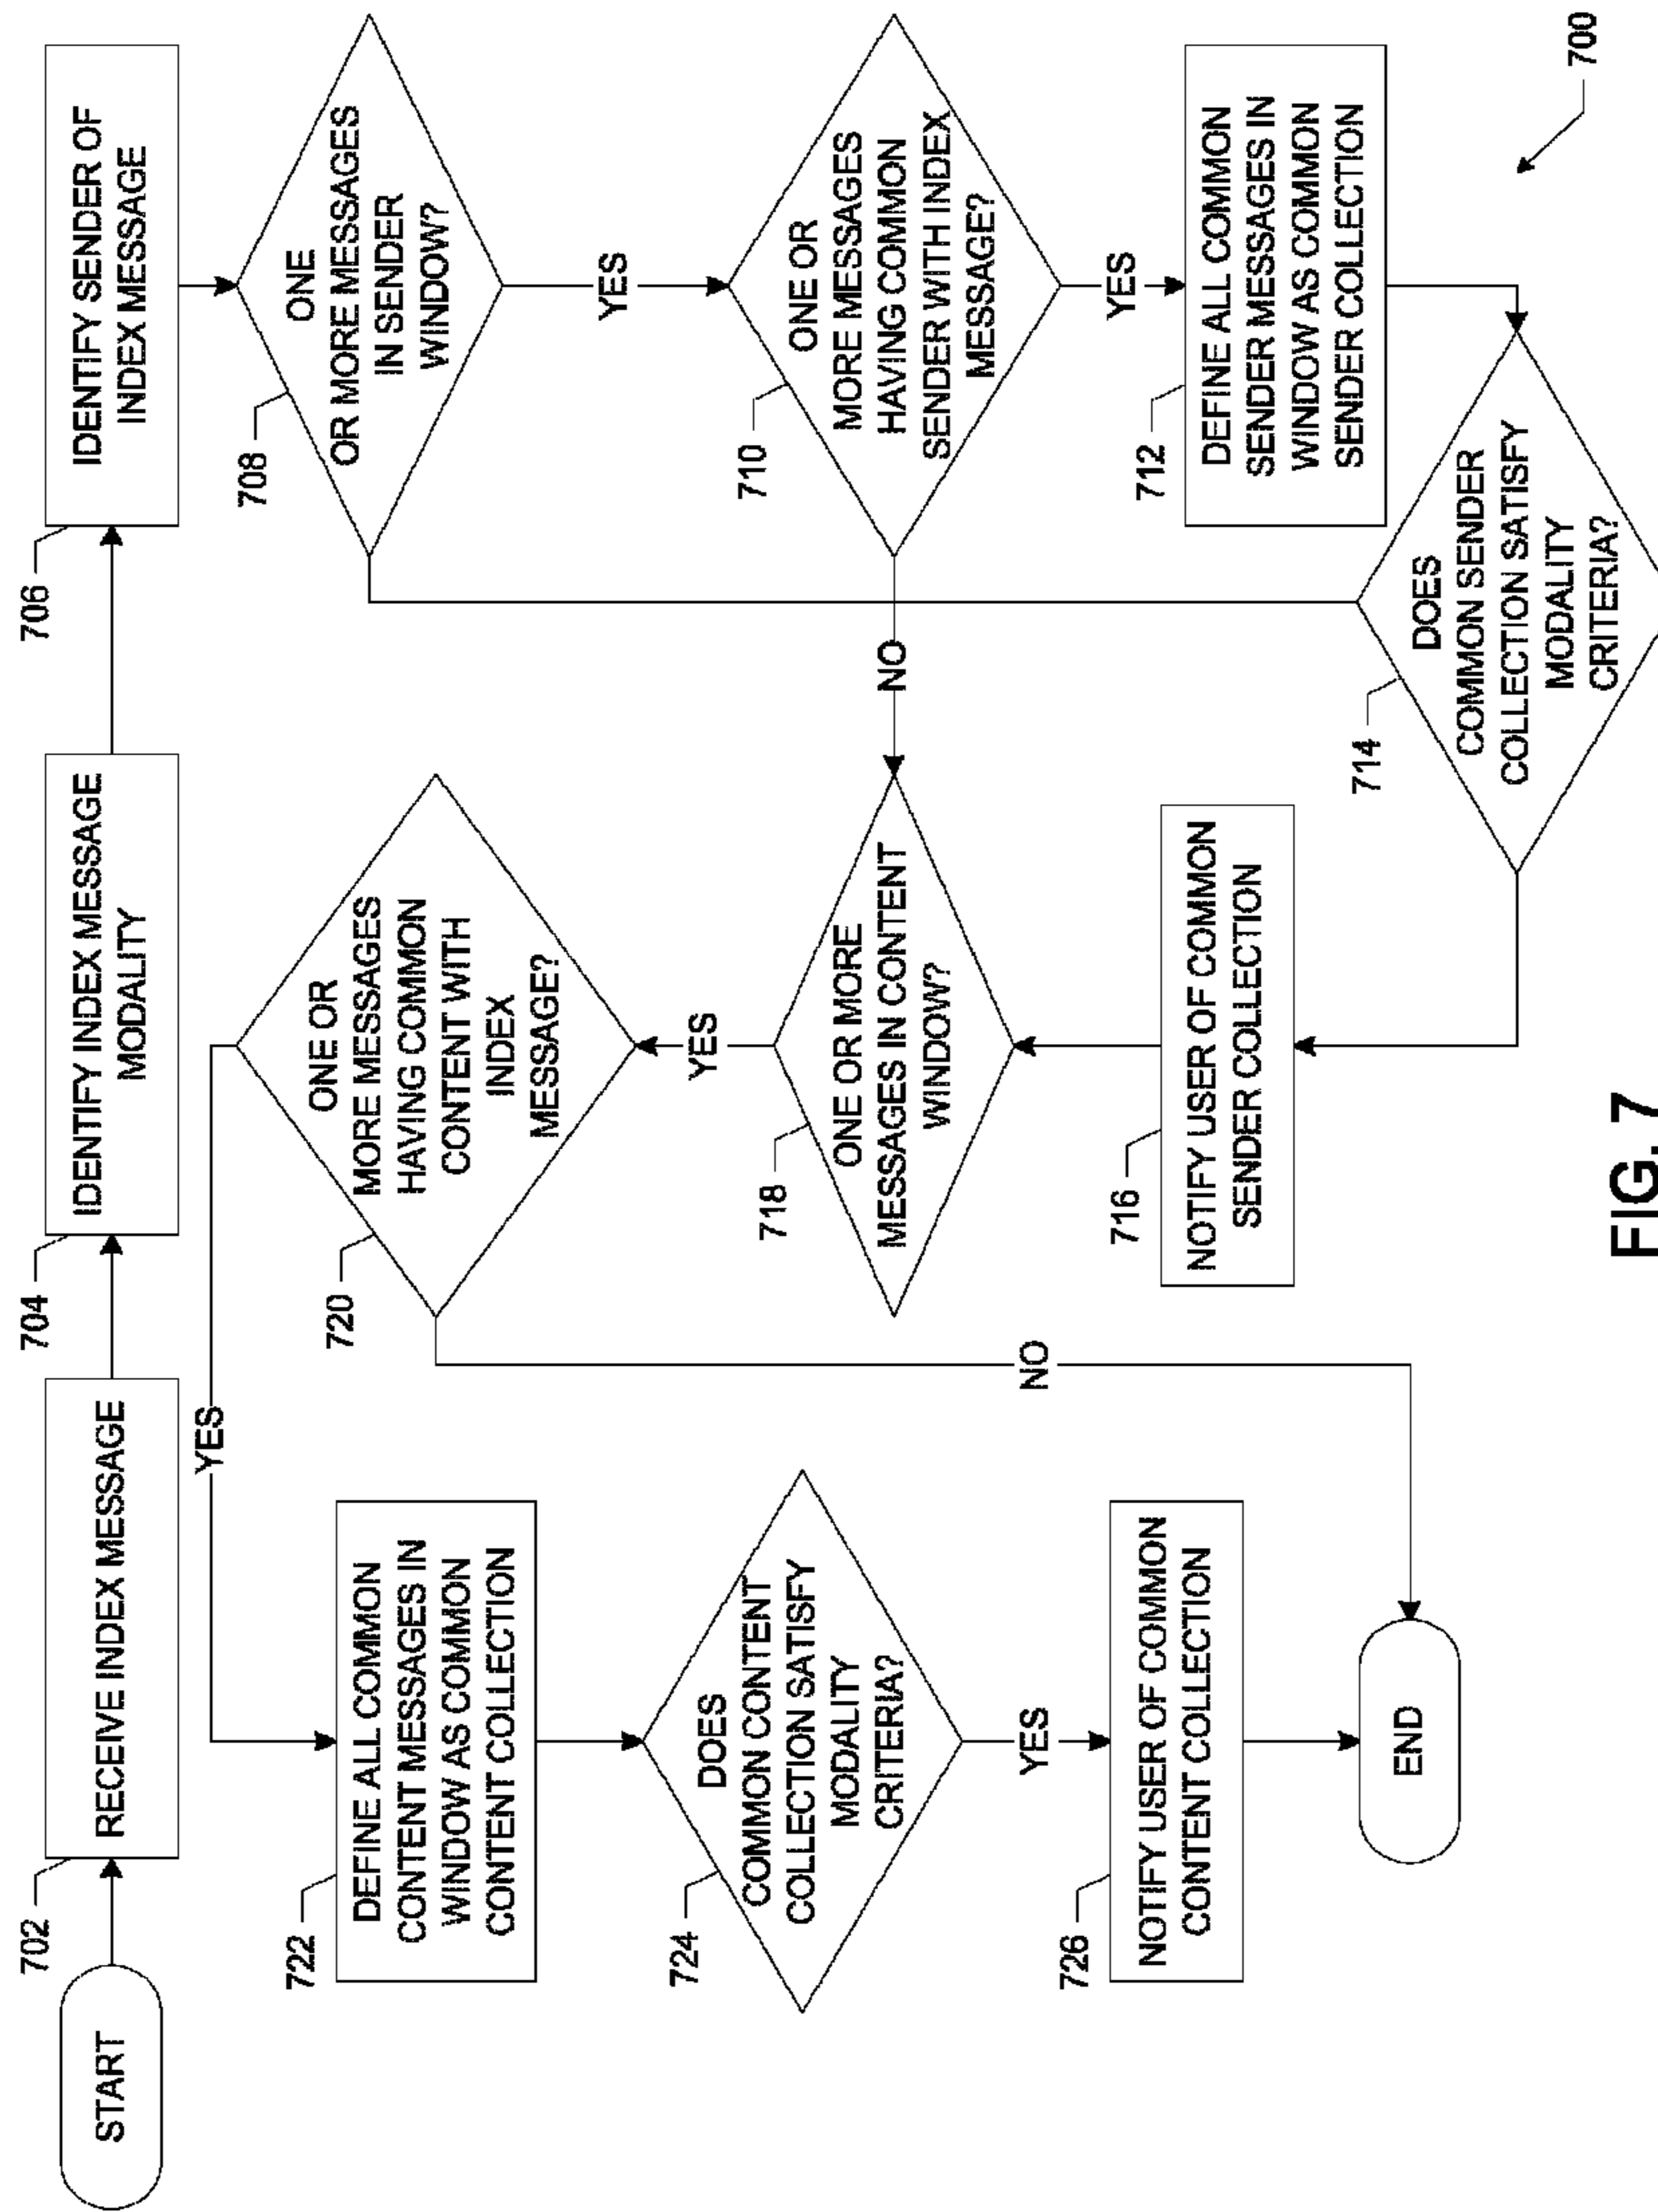 START
702
RECEIVE INDEX MESSAGE
704
IDENTIFY INDEX MESSAGE
MODALITY
706
IDENTIFY SENDER OF
INDEX MESSAGE
708
ONE
OR MORE MESSAGES
IN SENDER
WINDOW?
YES
710
ONE OR
MORE MESSAGES
HAVING COMMON
SENDER WITH INDEX
MESSAGE?
NO
YES
712
DEFINE ALL COMMON
SENDER MESSAGES IN
WINDOW AS COMMON
SENDER COLLECTION
714
DOES
COMMON SENDER
COLLECTION SATISFY
MODALITY
CRITERIA?
716
NOTIFY USER OF COMMON
SENDER COLLECTION
718
ONE OR MORE
MESSAGES IN CONTENT
WINDOW?
YES
720
ONE OR
MORE MESSAGES
HAVING COMMON
CONTENT WITH
INDEX
MESSAGE?
YES
NO
722
DEFINE ALL COMMON
CONTENT MESSAGES IN
WINDOW AS COMMON
CONTENT COLLECTION
724
DOES
COMMON CONTENT
COLLECTION SATISFY
MODALITY
CRITERIA?
YES
726
NOTIFY USER OF COMMON
CONTENT COLLECTION
END
700
FIG. 7